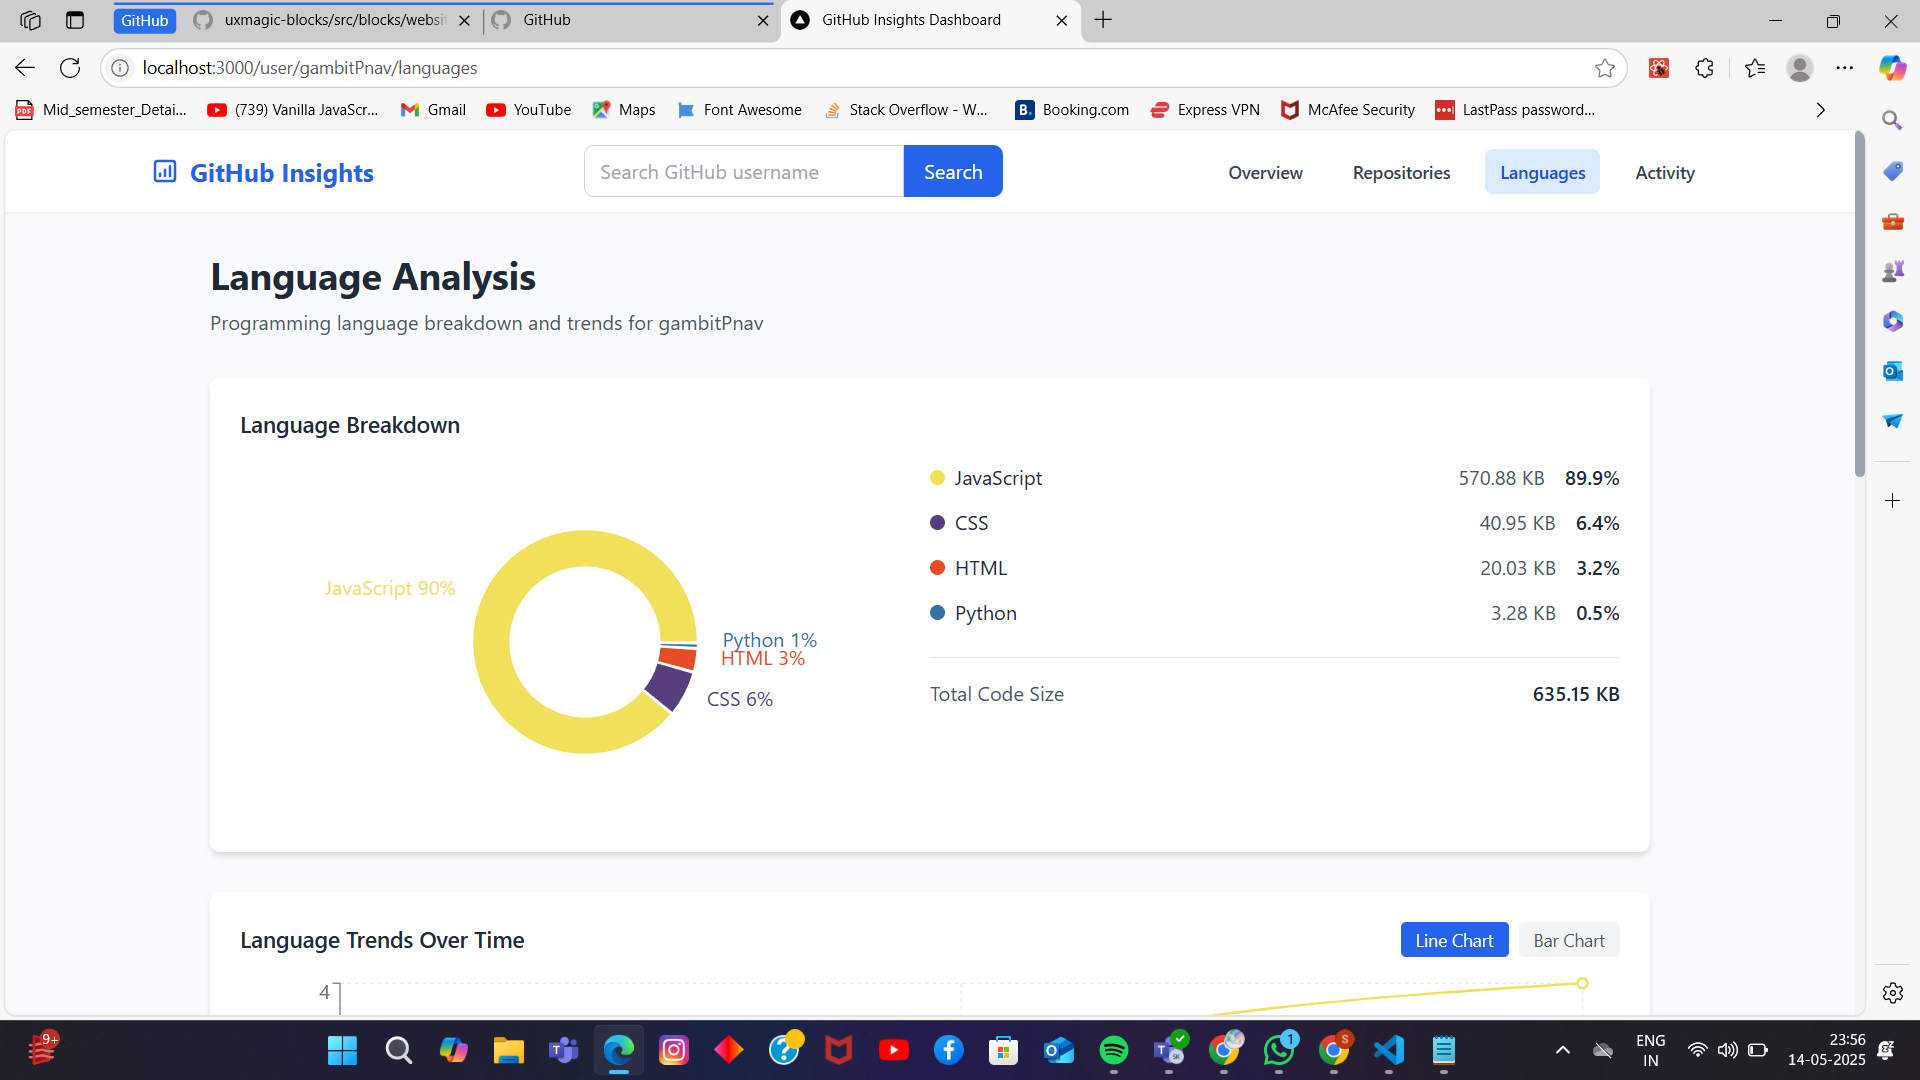 GitHub
uxmagic-blocks/src/blocks/websit
GitHub
GitHub Insights Dashboard
localhost:3000/user/gambitPnav/languages
Mid_semester_Detai...
(739) Vanilla JavaScr...
Gmail
YouTube
Maps
Font Awesome
Stack Overflow - W...
Booking.com
Express VPN
McAfee Security
LastPass password...
GitHub Insights
Search GitHub username
Search
Overview
Repositories
Languages
Activity
Language Analysis
Programming language breakdown and trends for gambitPnav
Language Breakdown
JavaScript 90%
Python 1%
HTML 3%
CSS 6%
JavaScript 570.88 KB 89.9%
CSS 40.95 KB 6.4%
HTML 20.03 KB 3.2%
Python 3.28 KB 0.5%
Total Code Size 635.15 KB
Language Trends Over Time
Line Chart
Bar Chart
4
9+
1
S
SK
ENG
IN
23:56
14-05-2025